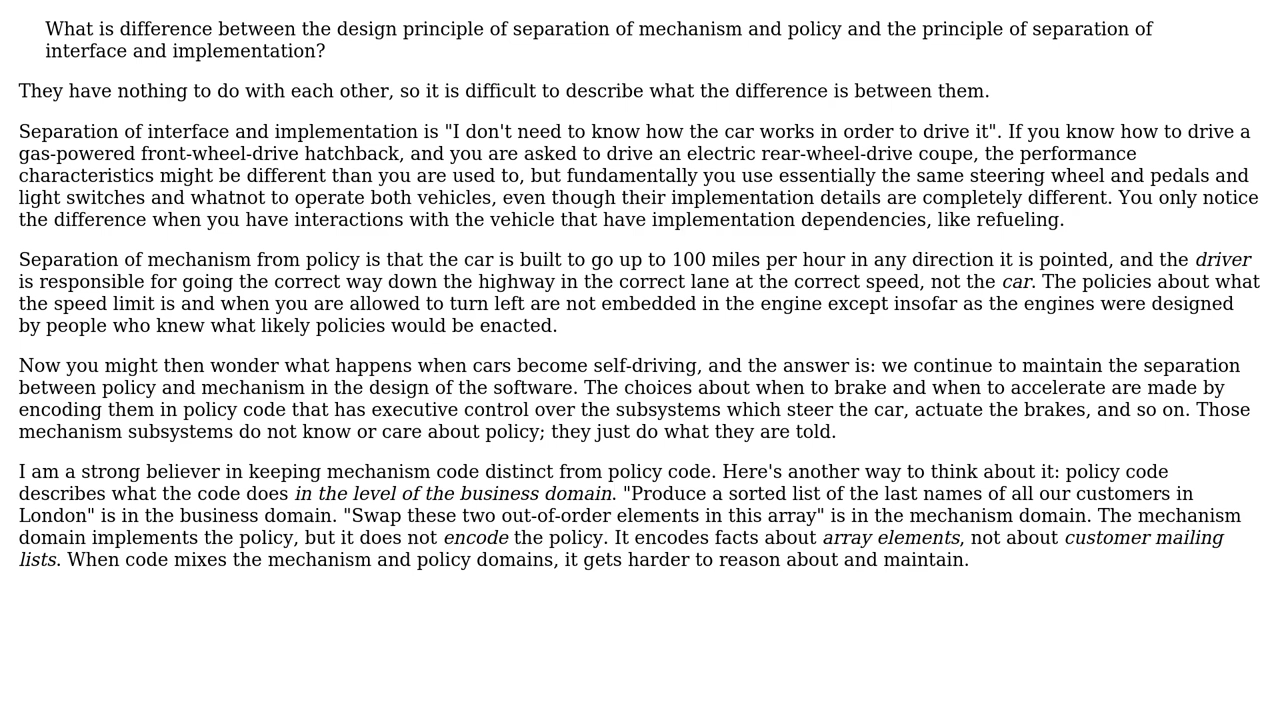 What is difference between the design principle of separation of mechanism and policy and the principle of separation of
interface and implementation?
They have nothing to do with each other, so it is difficult to describe what the difference is between them.
Separation of interface and implementation is "I don't need to know how the car works in order to drive it". If you know how to drive a
gas-powered front-wheel-drive hatchback, and you are asked to drive an electric rear-wheel-drive coupe, the performance
characteristics might be different than you are used to, but fundamentally you use essentially the same steering wheel and pedals and
light switches and whatnot to operate both vehicles, even though their implementation details are completely different. You only notice
the difference when you have interactions with the vehicle that have implementation dependencies, like refueling.
Separation of mechanism from policy is that the car is built to go up to 100 miles per hour in any direction it is pointed, and the driver
is responsible for going the correct way down the highway in the correct lane at the correct speed, not the car. The policies about what
the speed limit is and when you are allowed to turn left are not embedded in the engine except insofar as the engines were designed
by people who knew what likely policies would be enacted.
Now you might then wonder what happens when cars become self-driving, and the answer is: we continue to maintain the separation
between policy and mechanism in the design of the software. The choices about when to brake and when to accelerate are made by
encoding them in policy code that has executive control over the subsystems which steer the car, actuate the brakes, and so on. Those
mechanism subsystems do not know or care about policy; they just do what they are told.
I am a strong believer in keeping mechanism code distinct from policy code. Here's another way to think about it: policy code
describes what the code does in the level of the business domain. "Produce a sorted list of the last names of all our customers in
London" is in the business domain. "Swap these two out-of-order elements in this array" is in the mechanism domain. The mechanism
domain implements the policy, but it does not encode the policy. It encodes facts about array elements, not about customer mailing
lists. When code mixes the mechanism and policy domains, it gets harder to reason about and maintain.